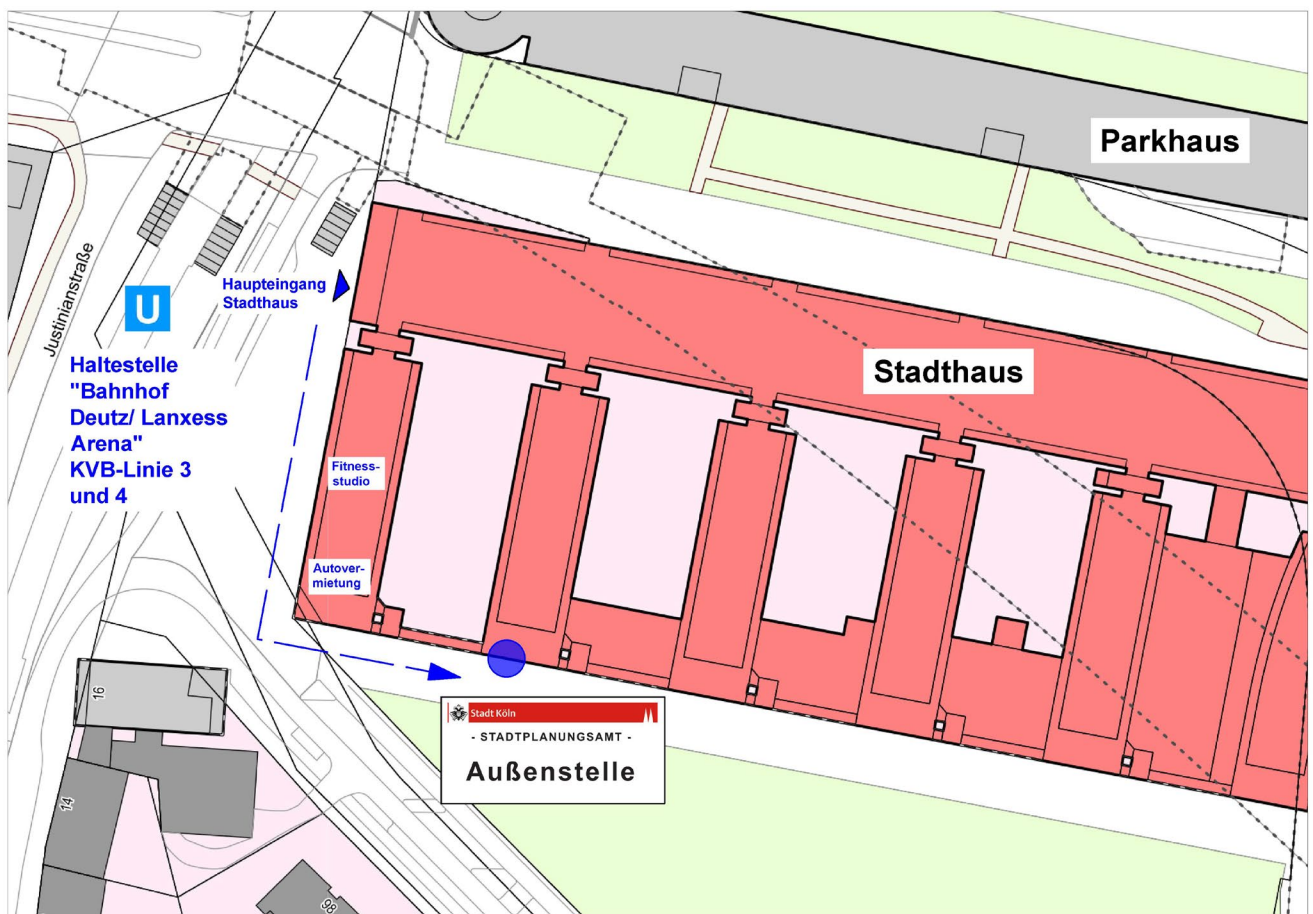 Parkhaus
Justinianstraße
Haupteingang
Stadthaus
U
Haltestelle
"Bahnhof
Deutz/ Lanxess
Arena"
KVB-Linie 3
und 4
Stadthaus
Fitness-
studio
Autover-
mietung
16
14
98
Stadt Köln
- STADTPLANUNGSAMT -
Außenstelle